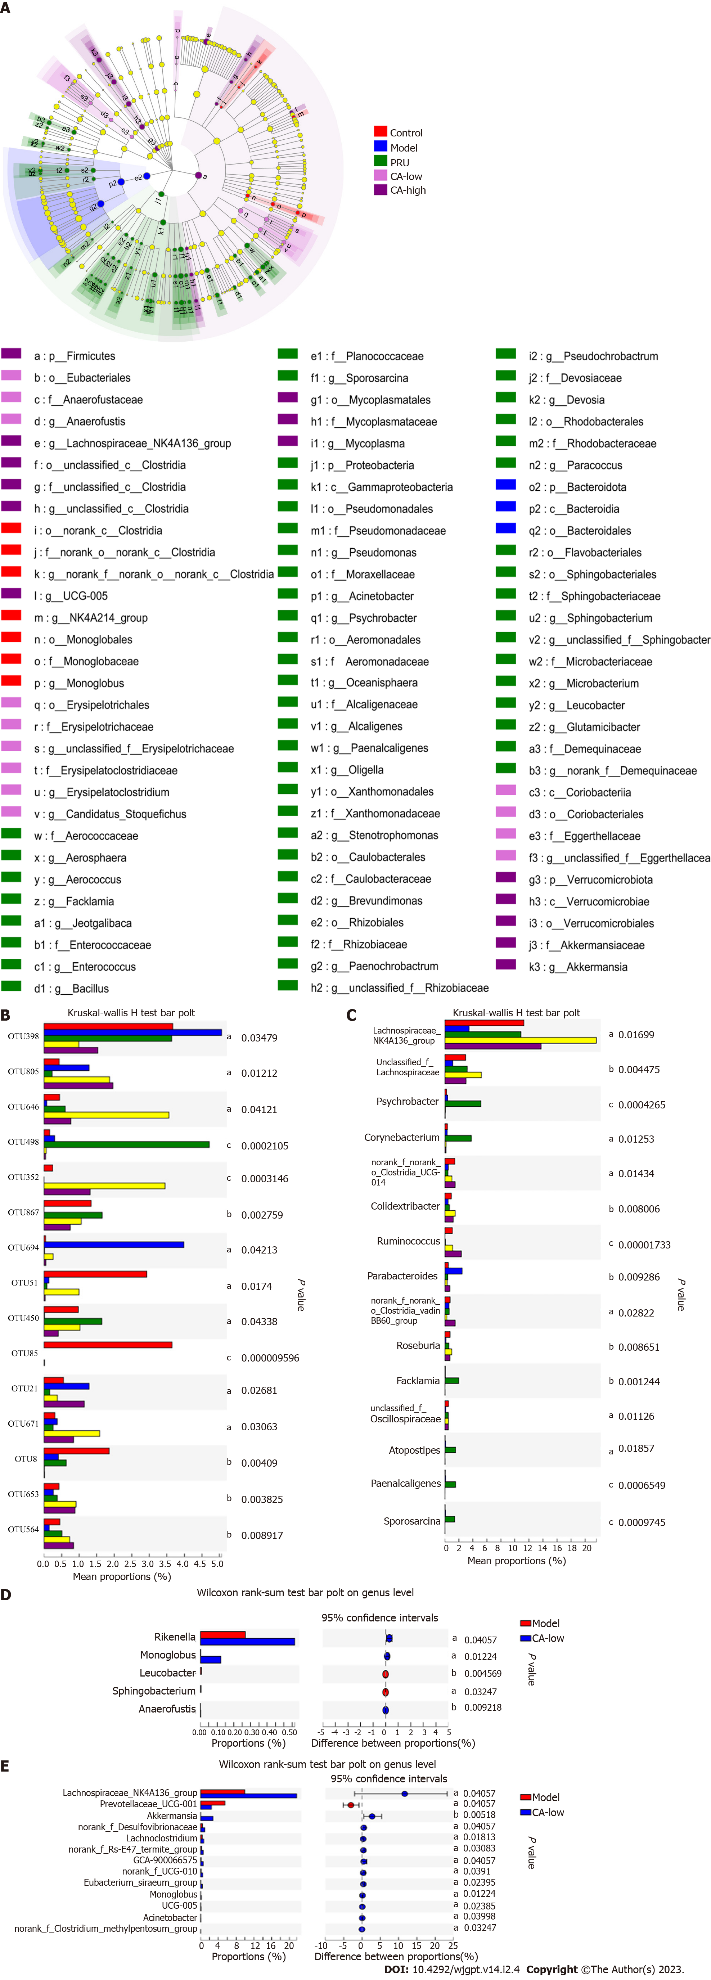 A
Control
Model
PRU
CA-low
CA-high
a : p__Firmicutes
b : o__Eubacteriales
c : f__Anaerofustaceae
d : g__Anaerofustis
e : g__Lachnospiraceae_NK4A136_group
f : o__unclassified_c__Clostridia
g : f__unclassified_c__Clostridia
h : g__unclassified_c__Clostridia
i : o__norank_c__Clostridia
j : f__norank_o__norank_c__Clostridia
k : g__norank_f__norank_o__norank_c__Clostridia
l : g__UCG-005
m : g__NK4A214_group
n : o__Monoglobales
o : f__Monoglobaceae
p : g__Monoglobus
q : o__Erysipelotrichales
r : f__Erysipelotrichaceae
s : g__unclassified_f__Erysipelotrichaceae
t : f__Erysipelatoclostridiaceae
u : g__Erysipelatoclostridium
v : g__Candidatus_Stoquefichus
w : f__Aerococcaceae
x : g__Aerosphaera
y : g__Aerococcus
z : g__Facklamia
a1 : g__Jeotgalibaca
b1 : f__Enterococcaceae
c1 : g__Enterococcus
d1 : g__Bacillus
e1 : f__Planococcaceae
f1 : g__Sporosarcina
g1 : o__Mycoplasmatales
h1 : f__Mycoplasmataceae
i1 : g__Mycoplasma
j1 : p__Proteobacteria
k1 : c__Gammaproteobacteria
l1 : o__Pseudomonadales
m1 : f__Pseudomonadaceae
n1 : g__Pseudomonas
o1 : f__Moraxellaceae
p1 : g__Acinetobacter
q1 : g__Psychrobacter
r1 : o__Aeromonadales
s1 : f Aeromonadaceae
t1 : g__Oceanisphaera
u1 : f__Alcaligenaceae
v1 : g__Alcaligenes
w1 : g__Paenalcaligenes
x1 : g__Oligella
y1 : o__Xanthomonadales
z1 : f__Xanthomonadaceae
a2 : g__Stenotrophomonas
b2 : o__Caulobacterales
c2 : f__Caulobacteraceae
d2 : g__Brevundimonas
e2 : o__Rhizobiales
f2 : f__Rhizobiaceae
g2 : g__Paenochrobactrum
h2 : g__unclassified_f__Rhizobiaceae
i2 : g__Pseudochrobactrum
j2 : f__Devosiaceae
k2 : g__Devosia
l2 : o__Rhodobacterales
m2 : f__Rhodobacteraceae
n2 : g__Paracoccus
o2 : p__Bacteroidota
p2 : c__Bacteroidia
q2 : o__Bacteroidales
r2 : o__Flavobacteriales
s2 : o__Sphingobacteriales
t2 : f__Sphingobacteriaceae
u2 : g__Sphingobacterium
v2 : g__unclassified_f__Sphingobacter
w2 : f__Microbacteriaceae
x2 : g__Microbacterium
y2 : g__Leucobacter
z2 : g__Glutamicibacter
a3 : f__Demequinaceae
b3 : g__norank_f__Demequinaceae
c3 : c__Coriobacteriia
d3 : o__Coriobacteriales
e3 : f__Eggerthellaceae
f3 : g__unclassified_f__Eggerthellacea
g3 : p__Verrucomicrobiota
h3 : c__Verrucomicrobiae
i3 : o__Verrucomicrobiales
j3 : f__Akkermansiaceae
k3 : g__Akkermansia
B
Kruskal-wallis H test bar polt
OTU398 a 0.03479
OTU805 a 0.01212
OTU646 a 0.04121
OTU498 c 0.0002105
OTU352 c 0.0003146
OTU867 b 0.002759
OTU694 a 0.04213
OTU51 a 0.0174
OTU450 a 0.04338
OTU85 c 0.000009596
OTU21 a 0.02681
OTU671 a 0.03063
OTU8 b 0.00409
OTU653 b 0.003825
OTU564 b 0.008917
P value
0.0 0.5 1.0 1.5 2.0 2.5 3.0 3.5 4.0 4.5 5.0
Mean proportions (%)
C
Kruskal-wallis H test bar polt
Lachnospiraceae_
NK4A136_group a 0.01699
Unclassified_f_
Lachnospiraceae b 0.004475
Psychrobacter c 0.0004265
Corynebacterium a 0.01253
norank_f_norank_
o_Clostridia_UCG-
014 a 0.01434
Colidextribacter b 0.008006
Ruminococcus c 0.00001733
Parabacteroides b 0.009286
norank_f_norank_
o_Clostridia_vadin
BB60_group a 0.02822
Roseburia b 0.008651
Facklamia b 0.001244
unclassified_f_
Oscillospiraceae a 0.01126
Atopostipes a 0.01857
Paenalcaligenes c 0.0006549
Sporosarcina c 0.0009745
P value
0 2 4 6 8 10 12 14 16 18 20
Mean proportions (%)
D
Wilcoxon rank-sum test bar polt on genus level
95% confidence intervals
Model
CA-low
Rikenella a 0.04057
Monoglobus a 0.01224
Leucobacter b 0.004569
Sphingobacterium a 0.03247
Anaerofustis b 0.009218
P value
0.00 0.10 0.20 0.30 0.40 0.50
Proportions (%)
-5 -4 -3 -2 -1 0 1 2 3 4 5
Difference between proportions(%)
E
Wilcoxon rank-sum test bar polt on genus level
95% confidence intervals
Model
CA-low
Lachnospiraceae_NK4A136_group a 0.04057
Prevotellaceae_UCG-001 a 0.04057
Akkermansia b 0.00518
norank_f_Desulfovibrionaceae a 0.04057
Lachnoclostridium a 0.01813
norank_f_Rs-E47_termite_group a 0.03083
GCA-900066575 a 0.04057
norank_f_UCG-010 a 0.0391
Eubacterium_siraeum_group a 0.02395
Monoglobus a 0.01224
UCG-005 a 0.02385
Acinetobacter a 0.03998
norank_f_Clostridium_methylpentosum_group a 0.03247
P value
0 4 8 12 16 20
Proportions (%)
-10 -5 0 5 10 15 20 25
Difference between proportions(%)
DOI: 10.4292/wjgpt.v14.i2.4 Copyright ©The Author(s) 2023.